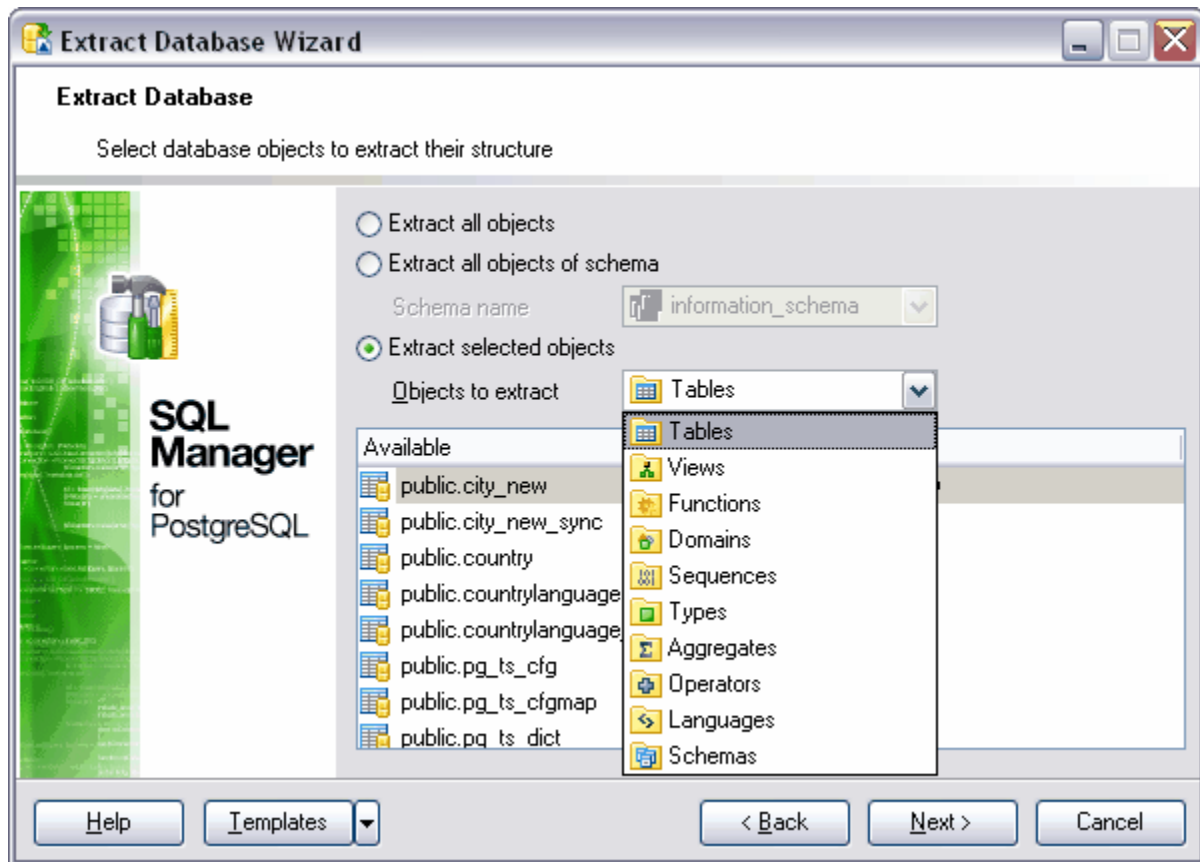 Extract Database Wizard
Extract Database
Select database objects to extract their structure
Extract all objects
Extract all objects of schema
Schema name
information_schema
Extract selected objects
Objects to extract
Tables
Available
public.city_new
public.city_new_sync
public.country
public.countrylanguage
public.countrylanguage_
public.pg_ts_cfg
public.pg_ts_cfgmap
public.pg_ts_dict
Tables
Views
Functions
Domains
Sequences
Types
Aggregates
Operators
Languages
Schemas
SQL
Manager
for
PostgreSQL
Help
Templates
< Back
Next >
Cancel